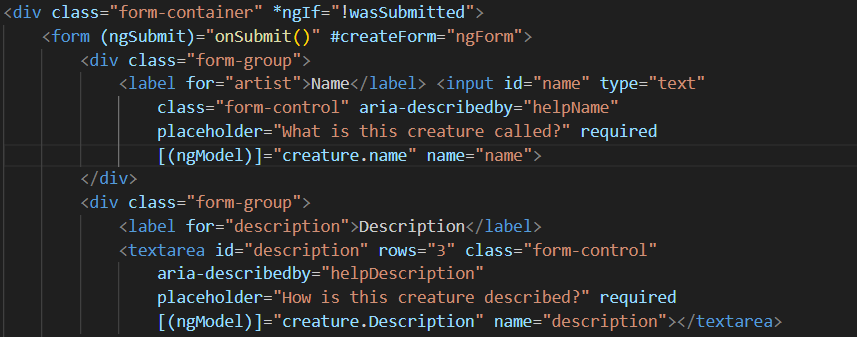 <div class="form-container" *ngIf="!wasSubmitted">
<form (ngSubmit)="onSubmit()" #createForm="ngForm">
<div class="form-group">
<label for="artist">Name</label> <input id="name" type="text"
class="form-control" aria-describedby="helpName"
placeholder="What is this creature called?" required
[(ngModel)]="creature.name" name="name">
</div>
<div class="form-group">
<label for="description">Description</label>
<textarea id="description" rows="3" class="form-control"
aria-describedby="helpDescription"
placeholder="How is this creature described?" required
[(ngModel)]="creature.Description" name="description"></textarea>